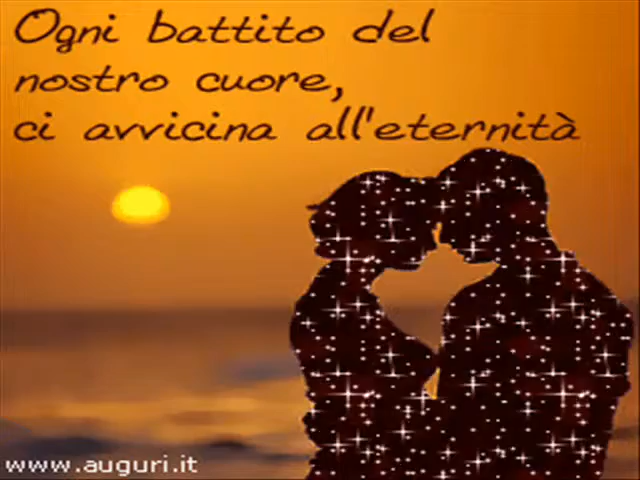 Ogni battito del
nostro cuore,
ci avvicina all'eternità
www.auguri.it